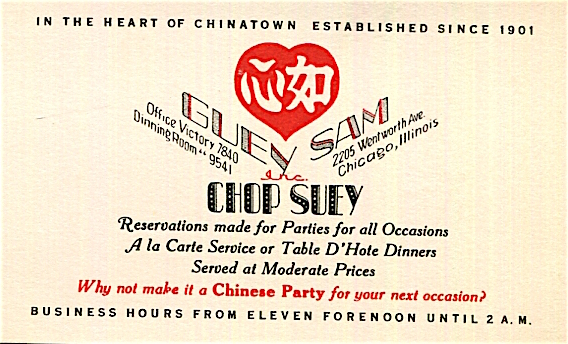 IN THE HEART OF CHINATOWN ESTABLISHED SINCE 1901
心如
GUEY SAM
Office Victory 7840
Dinning Room " 9541
2205 Wentworth Ave.
Chicago, Illinois
Inc.
CHOP SUEY
Reservations made for Parties for all Occasions
A la Carte Service or Table D'Hote Dinners
Served at Moderate Prices
Why not make it a Chinese Party for your next occasion?
BUSINESS HOURS FROM ELEVEN FORENOON UNTIL 2 A.M.